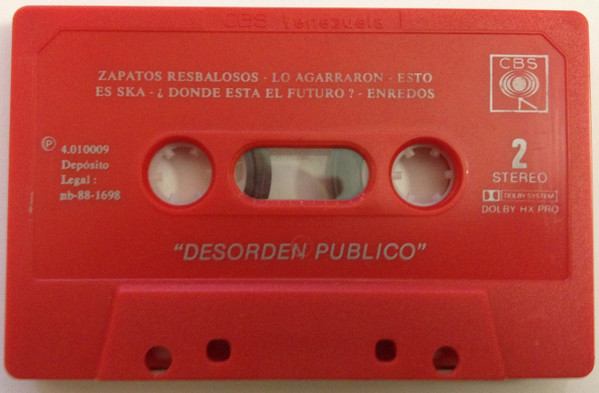 CBS Venezuela
ZAPATOS RESBALOSOS - LO AGARRARON - ESTO
ES SKA - ¿ DONDE ESTA EL FUTURO ? - ENREDOS
CBS
Ⓟ 4.010009
Depósito
Legal :
nb-88-1698
2
STEREO
DOLBY SYSTEM
DOLBY HX PRO
“DESORDEN PUBLICO”